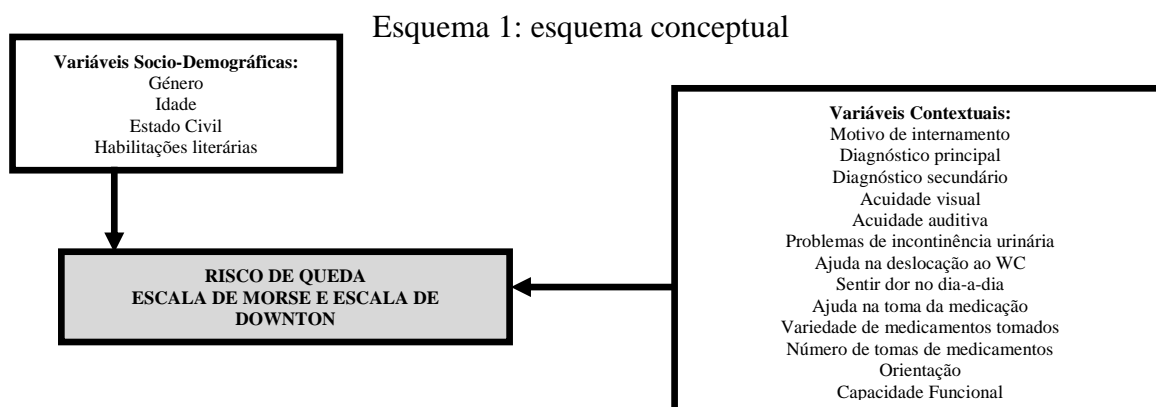 Esquema 1: esquema conceptual
Variáveis Socio-Demográficas:
Género
Idade
Estado Civil
Habilitações literárias
Variáveis Contextuais:
Motivo de internamento
Diagnóstico principal
Diagnóstico secundário
Acuidade visual
Acuidade auditiva
Problemas de incontinência urinária
Ajuda na deslocação ao WC
Sentir dor no dia-a-dia
Ajuda na toma da medicação
Variedade de medicamentos tomados
Número de tomas de medicamentos
Orientação
Capacidade Funcional
RISCO DE QUEDA
ESCALA DE MORSE E ESCALA DE
DOWNTON